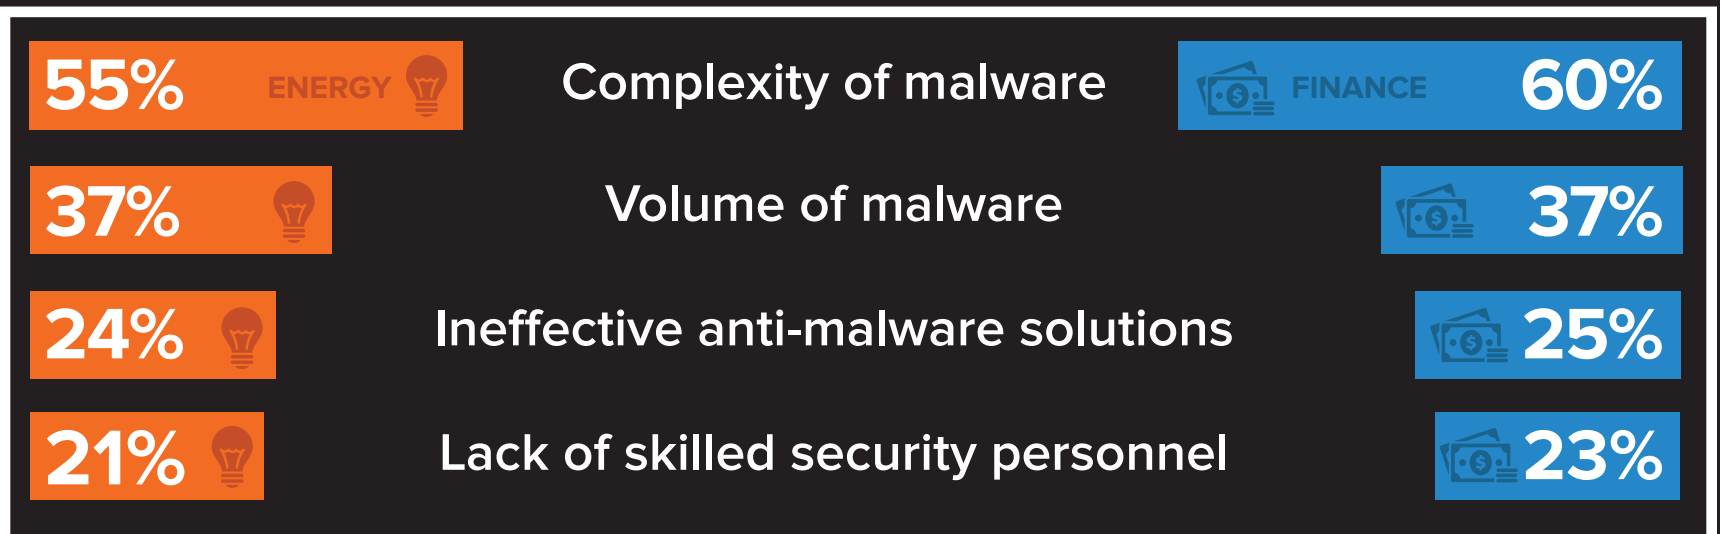 55% ENERGY Complexity of malware FINANCE 60%
37% Volume of malware 37%
24% Ineffective anti-malware solutions 25%
21% Lack of skilled security personnel 23%